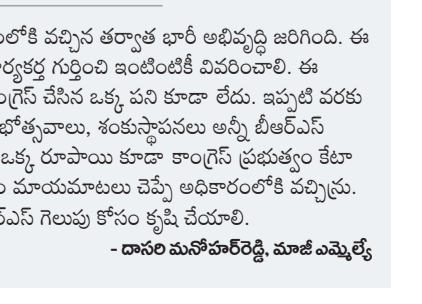 లోకి వచ్చిన తర్వాత భారీ అభివృద్ధి జరిగింది. ఈ
ర్యకర్త గుర్తించి ఇంటింటికీ వివరించాలి. ఈ
గ్రెస్ చేసిన ఒక్క పని కూడా లేదు. ఇప్పటి వరకు
భోత్సవాలు, శంకుస్థాపనలు అన్నీ బీఆర్ఎస్
ఒక్క రూపాయి కూడా కాంగ్రెస్ ప్రభుత్వం కేటా
మాయమాటలు చెప్పే అధికారంలోకి వచ్చిను.
ర్ఎస్ గెలుపు కోసం కృషి చేయాలి.
- దాసరి మనోహర్‌రెడ్డి, మాజీ ఎమ్మెల్యే